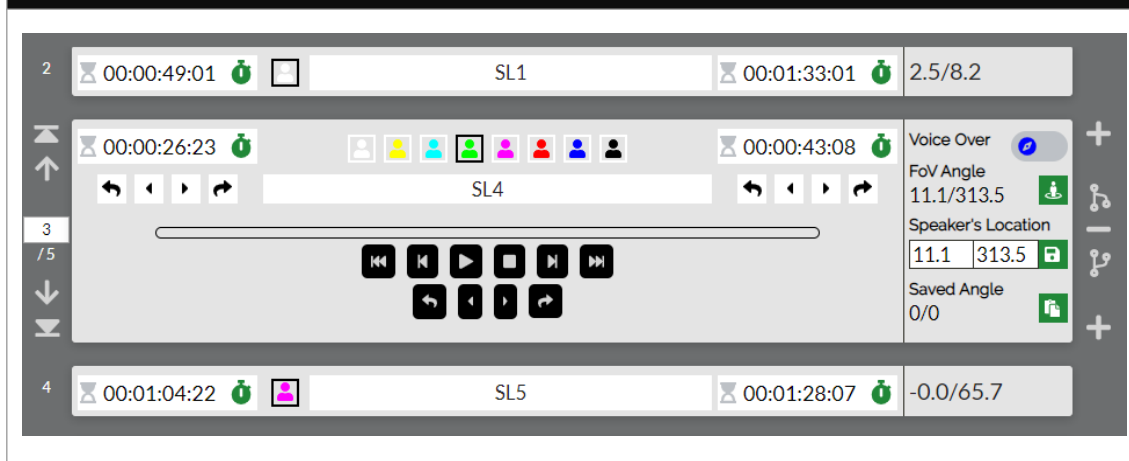 2
00:00:49:01 SL1 00:01:33:01 2.5/8.2
00:00:26:23 00:00:43:08 Voice Over
FoV Angle
11.1/313.5
SL4
Speaker's Location
3
/5
11.1 313.5
Saved Angle
0/0
4
00:01:04:22 SL5 00:01:28:07 -0.0/65.7